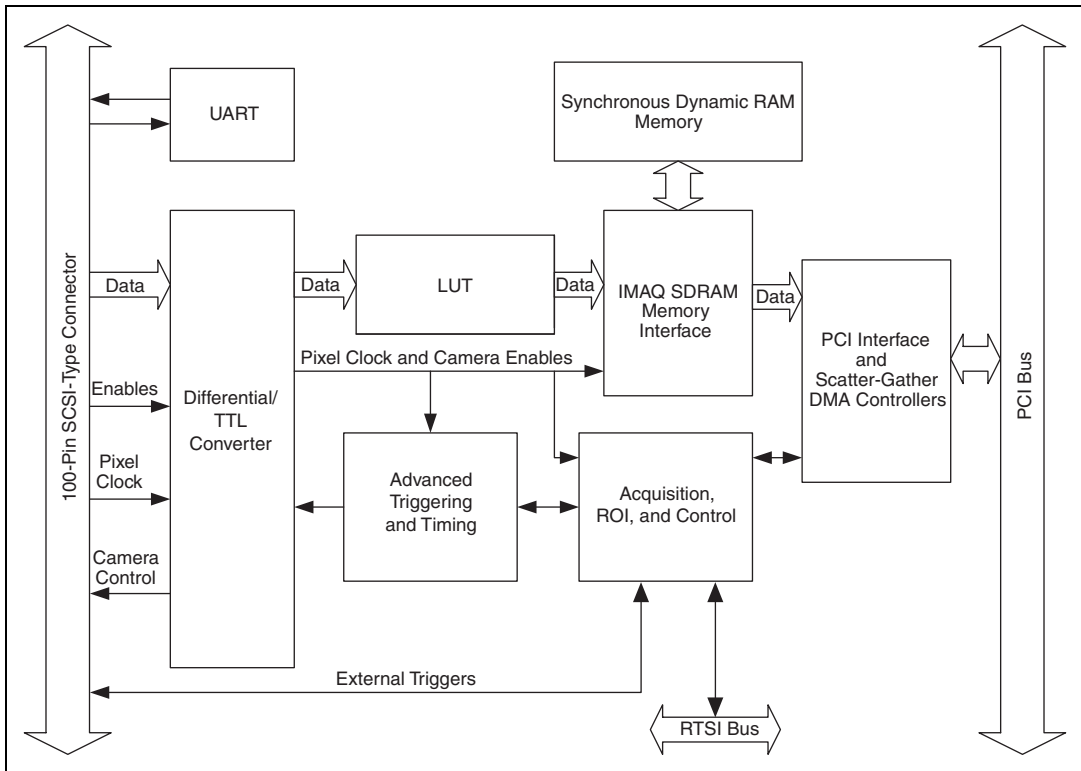 100-Pin SCSI-Type Connector
UART
Synchronous Dynamic RAM
Memory
Data
Data
LUT
Data
IMAQ SDRAM
Memory
Interface
Data
PCI Interface
and
Scatter-Gather
DMA Controllers
PCI Bus
Pixel Clock and Camera Enables
Enables
Differential/
TTL
Converter
Pixel
Clock
Advanced
Triggering
and Timing
Acquisition,
ROI, and Control
Camera
Control
External Triggers
RTSI Bus